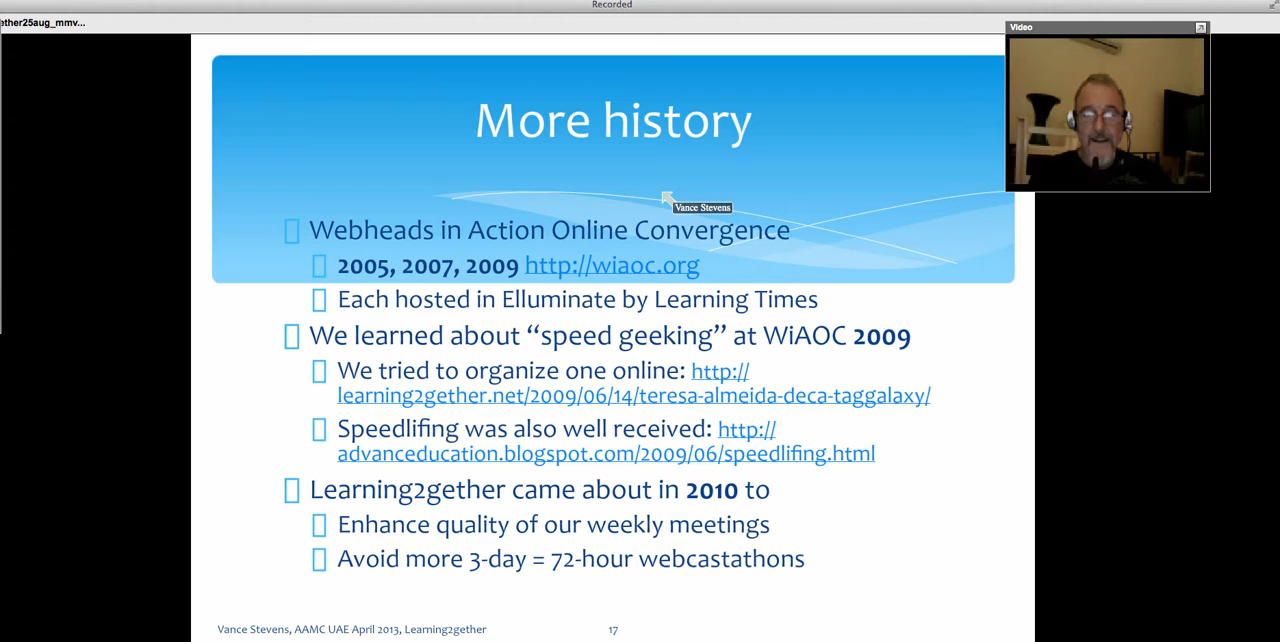 Recorded
ether25aug_mmv...
Video
More history
Vance Stevens
Webheads in Action Online Convergence
2005, 2007, 2009 http://wiaoc.org
Each hosted in Elluminate by Learning Times
We learned about “speed geeking” at WiAOC 2009
We tried to organize one online: http://
learning2gether.net/2009/06/14/teresa-almeida-deca-taggalaxy/
Speedlifing was also well received: http://
advanceducation.blogspot.com/2009/06/speedlifing.html
Learning2gether came about in 2010 to
Enhance quality of our weekly meetings
Avoid more 3-day = 72-hour webcastathons
Vance Stevens, AAMC UAE April 2013, Learning2gether
17